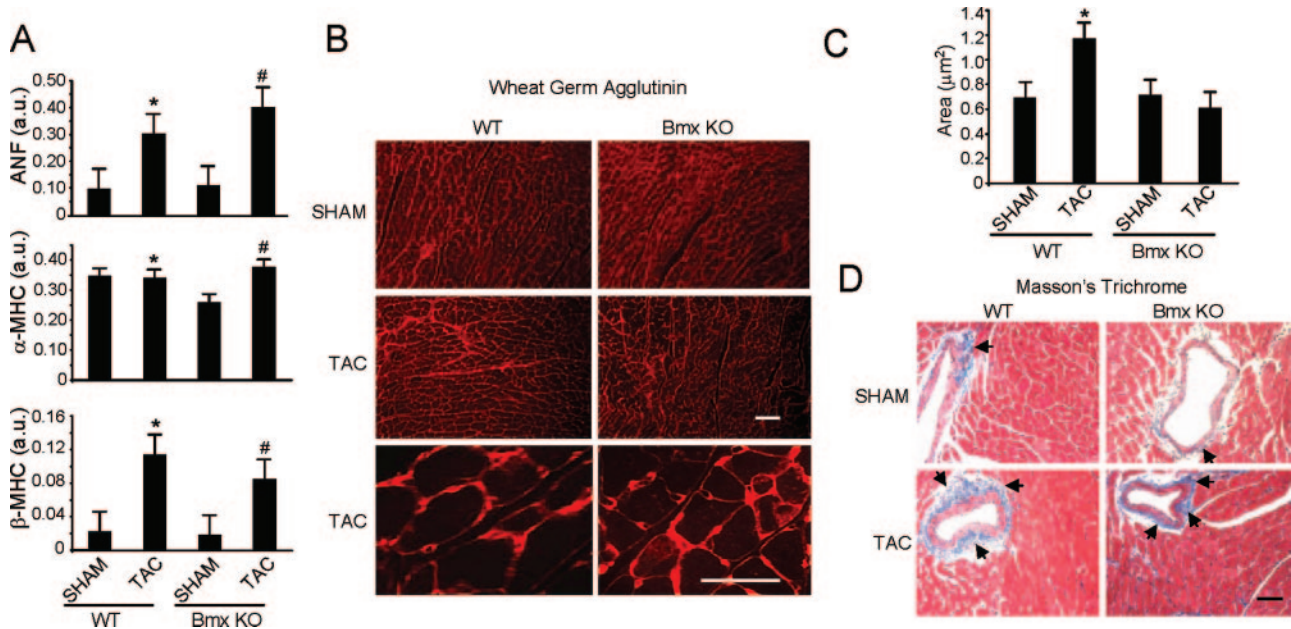 A
ANF (a.u.)
0.50
0.40
0.30
0.20
0.10
0
*
#
α-MHC (a.u.)
0.40
0.30
0.20
0.10
0
*
#
β-MHC (a.u.)
0.16
0.12
0.08
0.04
0.00
*
#
SHAM TAC SHAM TAC
WT Bmx KO
B
Wheat Germ Agglutinin
WT Bmx KO
SHAM
TAC
TAC
C
Area (μm²)
1.4
1.2
1.0
0.8
0.6
0.4
0.2
0
*
SHAM TAC SHAM TAC
WT Bmx KO
D
Masson's Trichrome
WT Bmx KO
SHAM
TAC